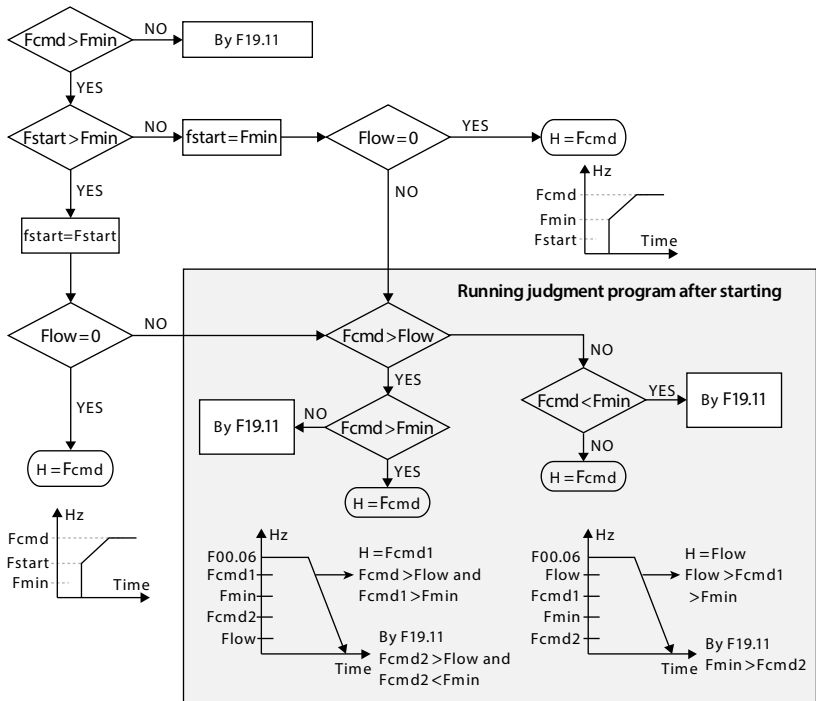 Fcmd>Fmin
NO
By F19.11
YES
Fstart>Fmin
NO
fstart=Fmin
Flow=0
YES
H=Fcmd
YES
NO
Hz
Fcmd
Fmin
Fstart
Time
fstart=Fstart
Running judgment program after starting
Flow=0
NO
Fcmd>Flow
NO
YES
YES
Fcmd<Fmin
YES
By F19.11
By F19.11
NO
Fcmd>Fmin
NO
H=Fcmd
YES
H=Fcmd
H=Fcmd
Hz
Fcmd
Fstart
Fmin
Time
Hz
F00.06
Fcmd1
Fmin
Fcmd2
Flow
Time
H=Fcmd1
Fcmd>Flow and
Fcmd1>Fmin
By F19.11
Fcmd2>Flow and
Fcmd2<Fmin
Hz
F00.06
Flow
Fcmd1
Fmin
Fcmd2
Time
H=Flow
Flow>Fcmd1
>Fmin
By F19.11
Fmin>Fcmd2